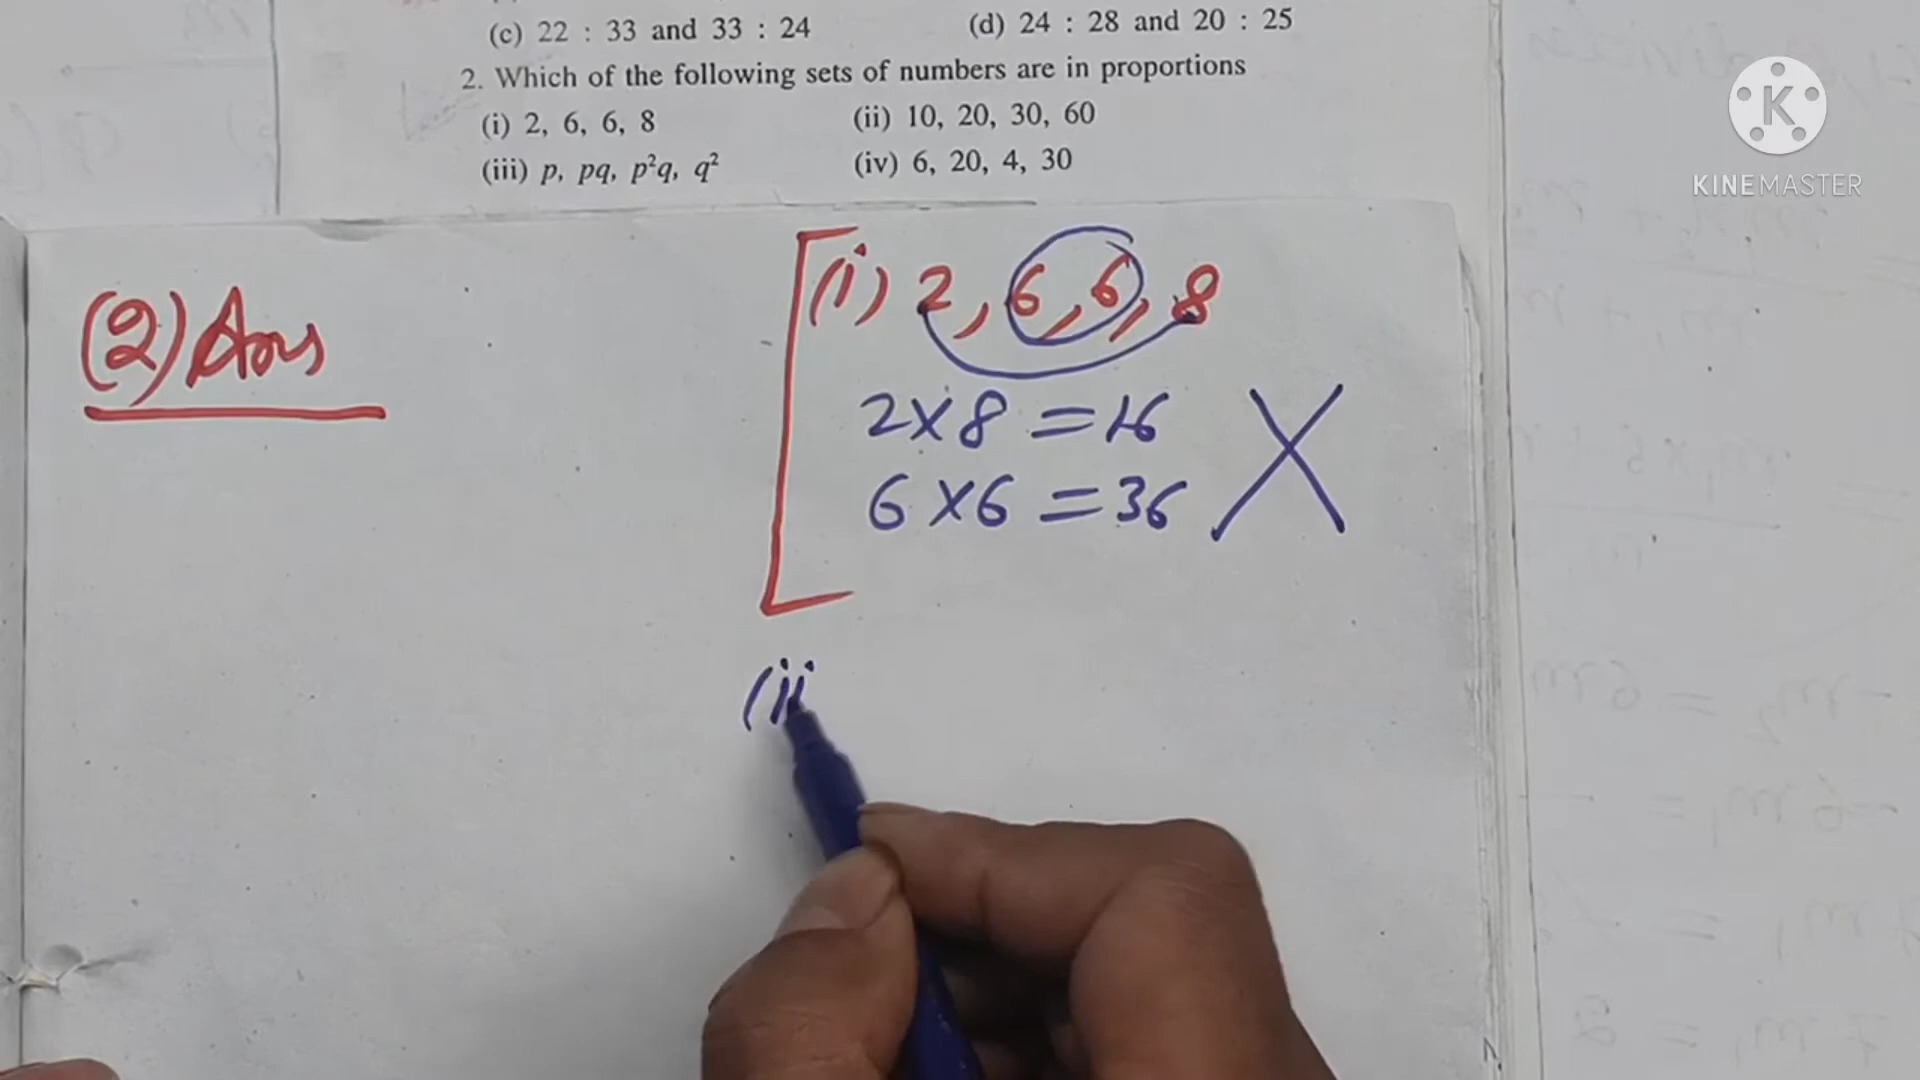 (c) 22 : 33 and 33 : 24 (d) 24 : 28 and 20 : 25
2. Which of the following sets of numbers are in proportions
(i) 2, 6, 6, 8 (ii) 10, 20, 30, 60
(iii) p, pq, p²q, q² (iv) 6, 20, 4, 30
K
KINEMASTER
(2) Ans
(i) 2, 6, 6, 8
2×8 = 16
6×6 = 36
(ii